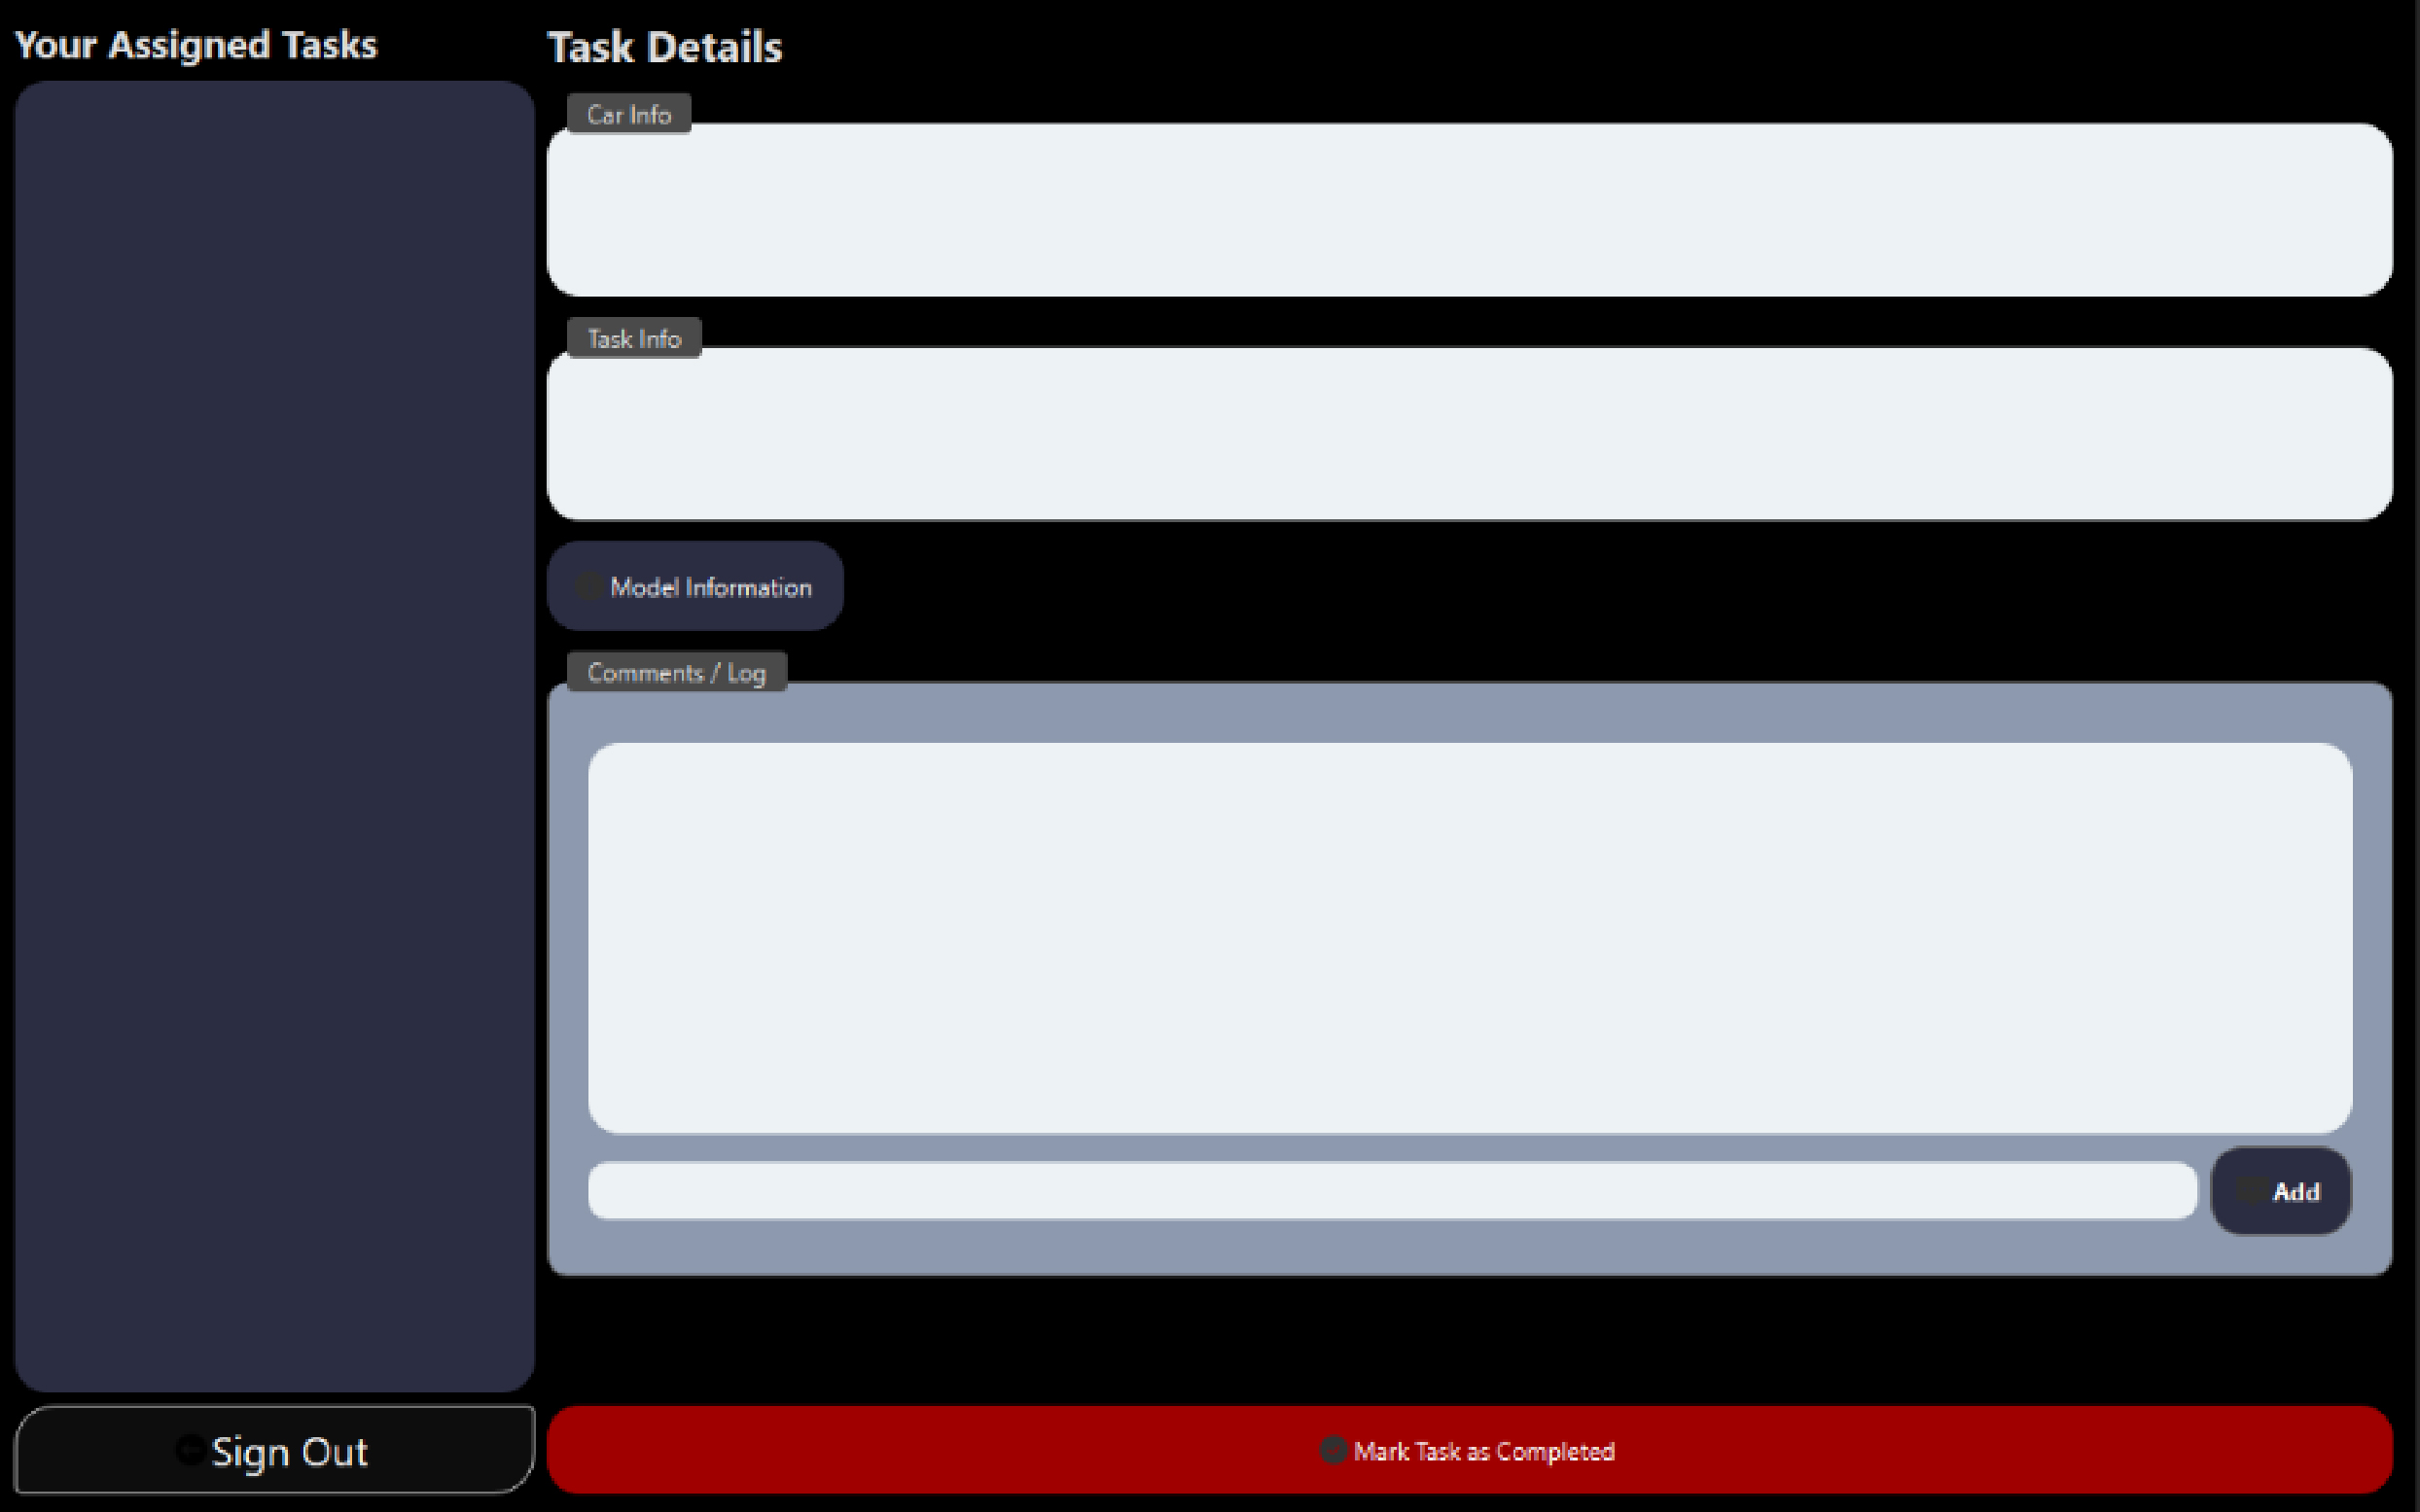 Your Assigned Tasks
Task Details
Car Info
Task Info
Model Information
Comments / Log
Add
Sign Out
Mark Task as Completed